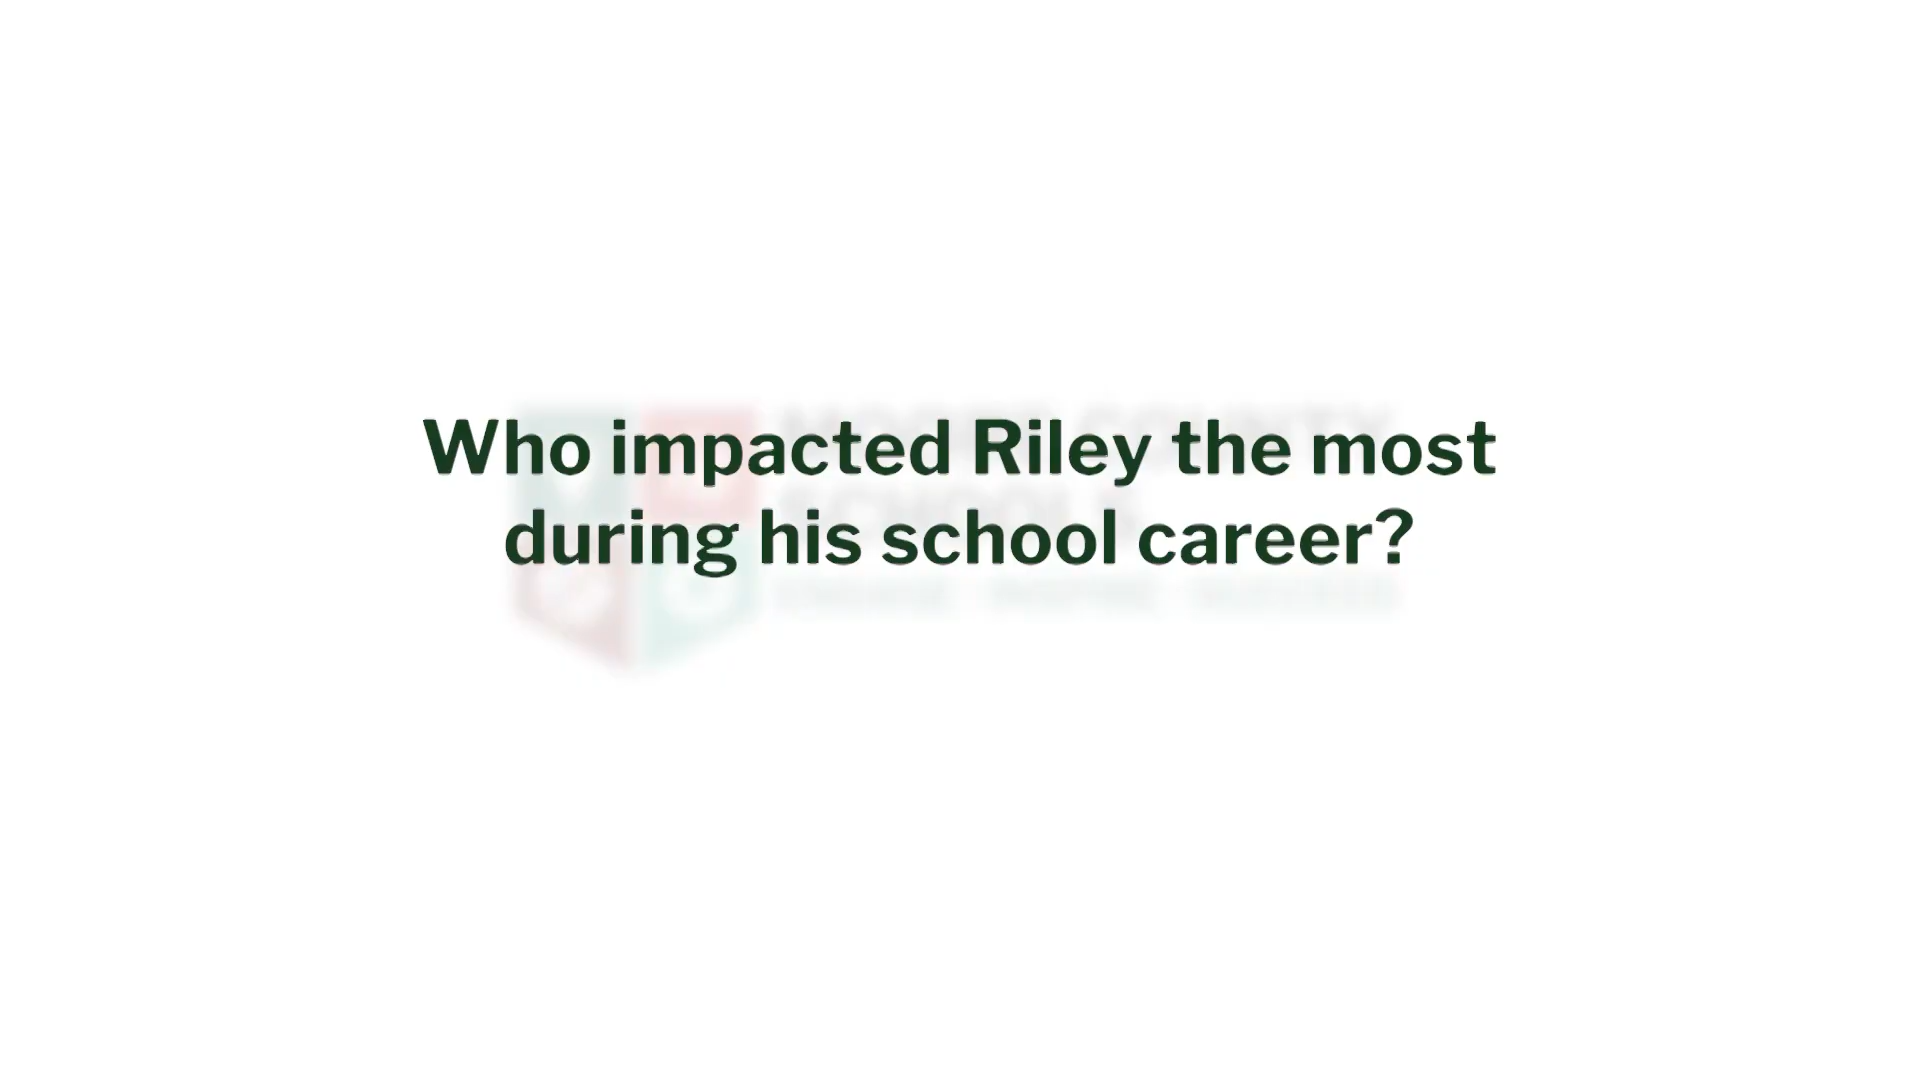 Who impacted Riley the most
during his school career?